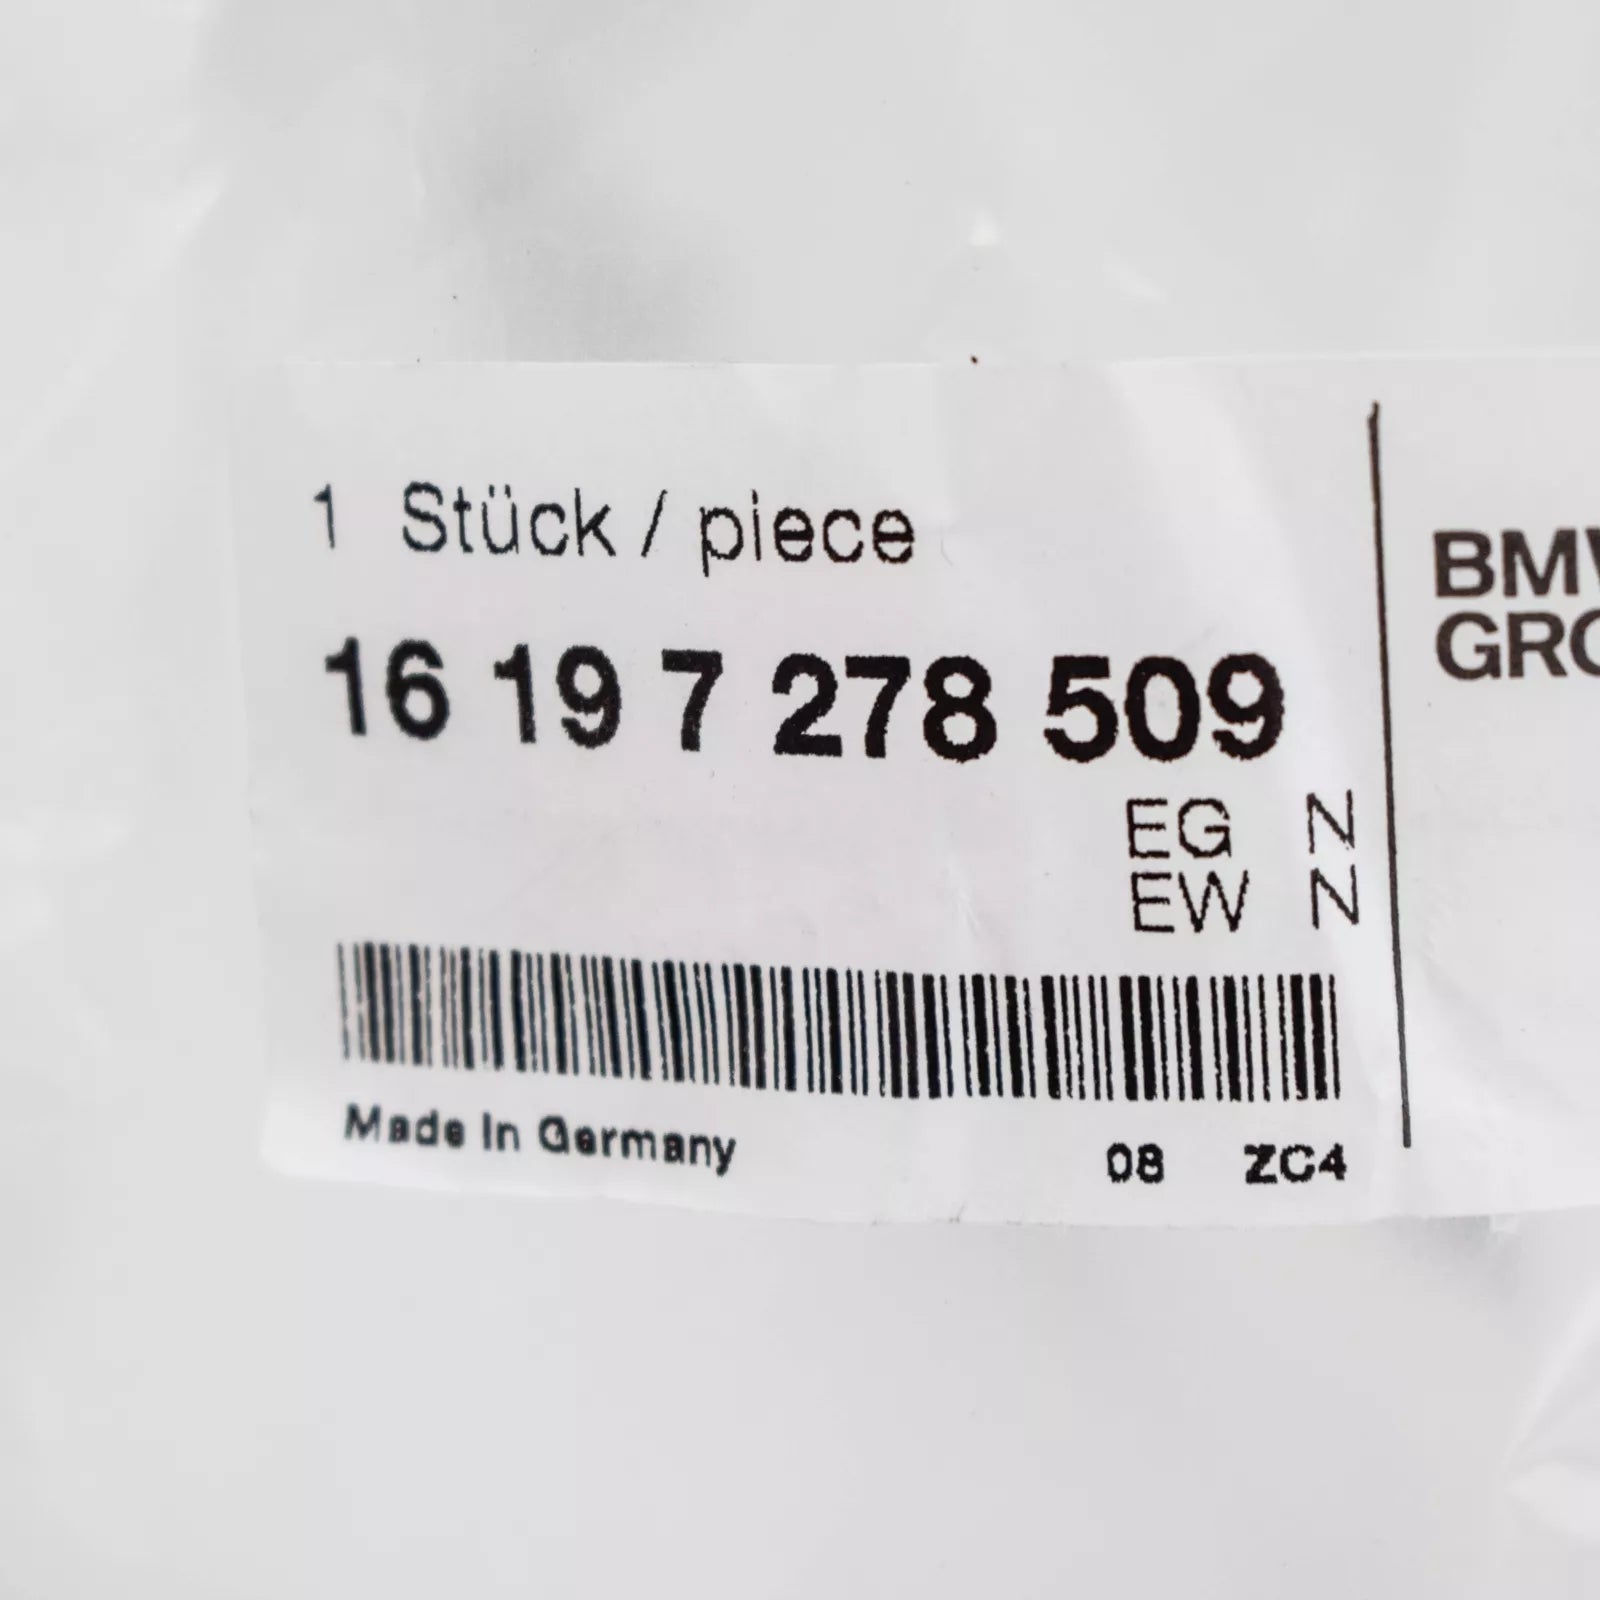 1 Stück / piece
16 19 7 278 509
EG N
EW N
Made In Germany 08 ZC4
BMW
GRO